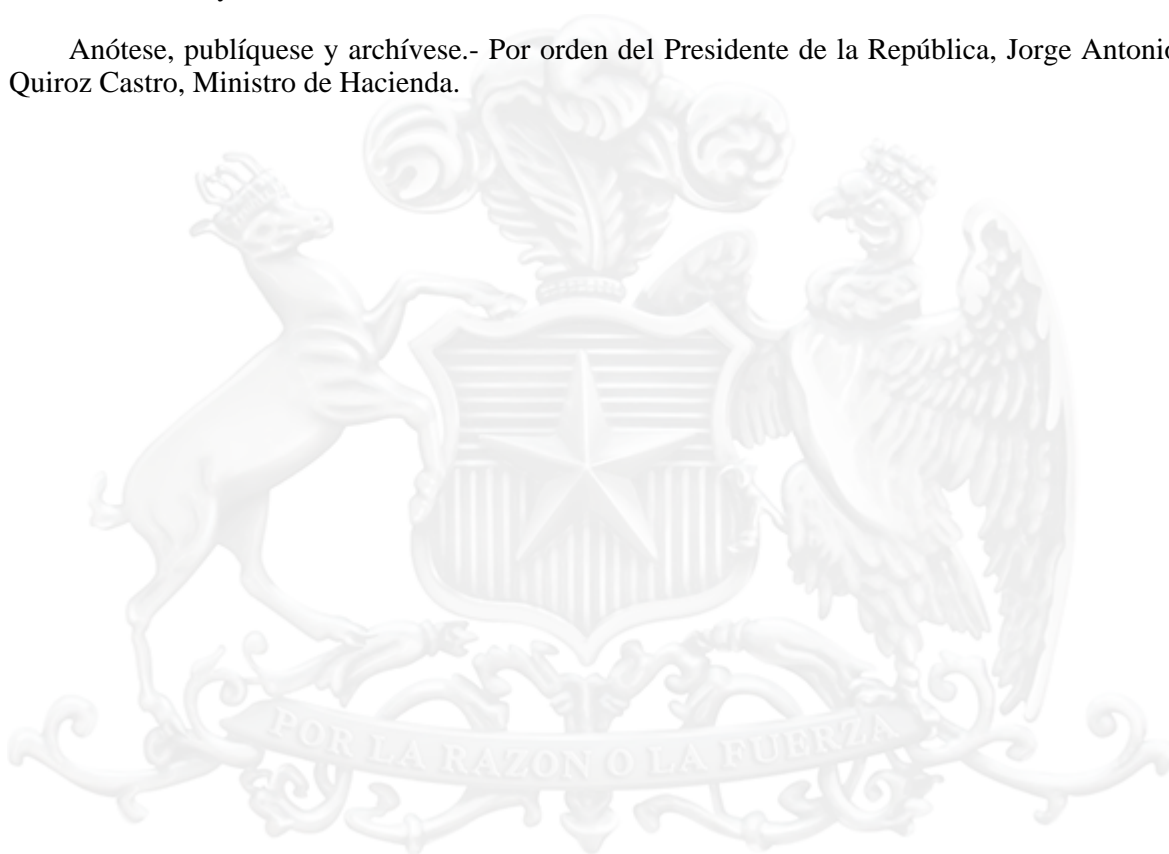 Anótese, publíquese y archívese.- Por orden del Presidente de la República, Jorge Antonio
Quiroz Castro, Ministro de Hacienda.
POR LA RAZON O LA FUERZA